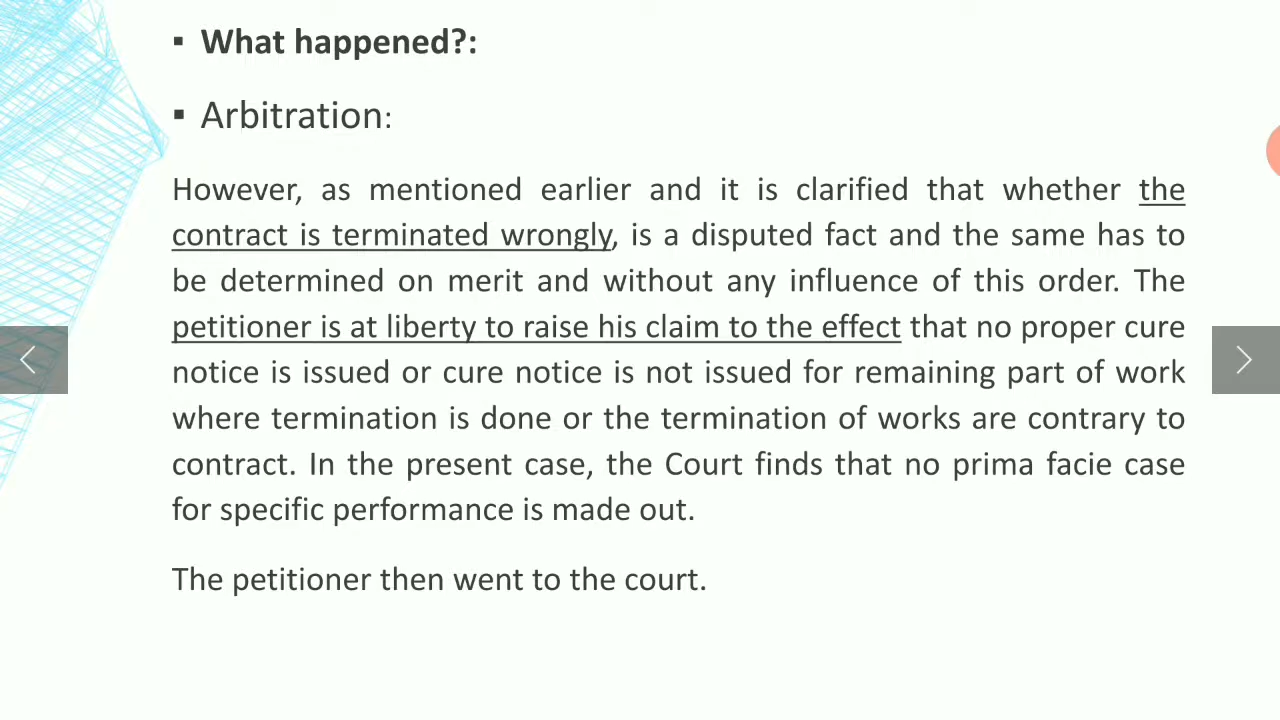 ▪ What happened?:
▪ Arbitration:
However, as mentioned earlier and it is clarified that whether the
contract is terminated wrongly, is a disputed fact and the same has to
be determined on merit and without any influence of this order. The
petitioner is at liberty to raise his claim to the effect that no proper cure
notice is issued or cure notice is not issued for remaining part of work
where termination is done or the termination of works are contrary to
contract. In the present case, the Court finds that no prima facie case
for specific performance is made out.
The petitioner then went to the court.